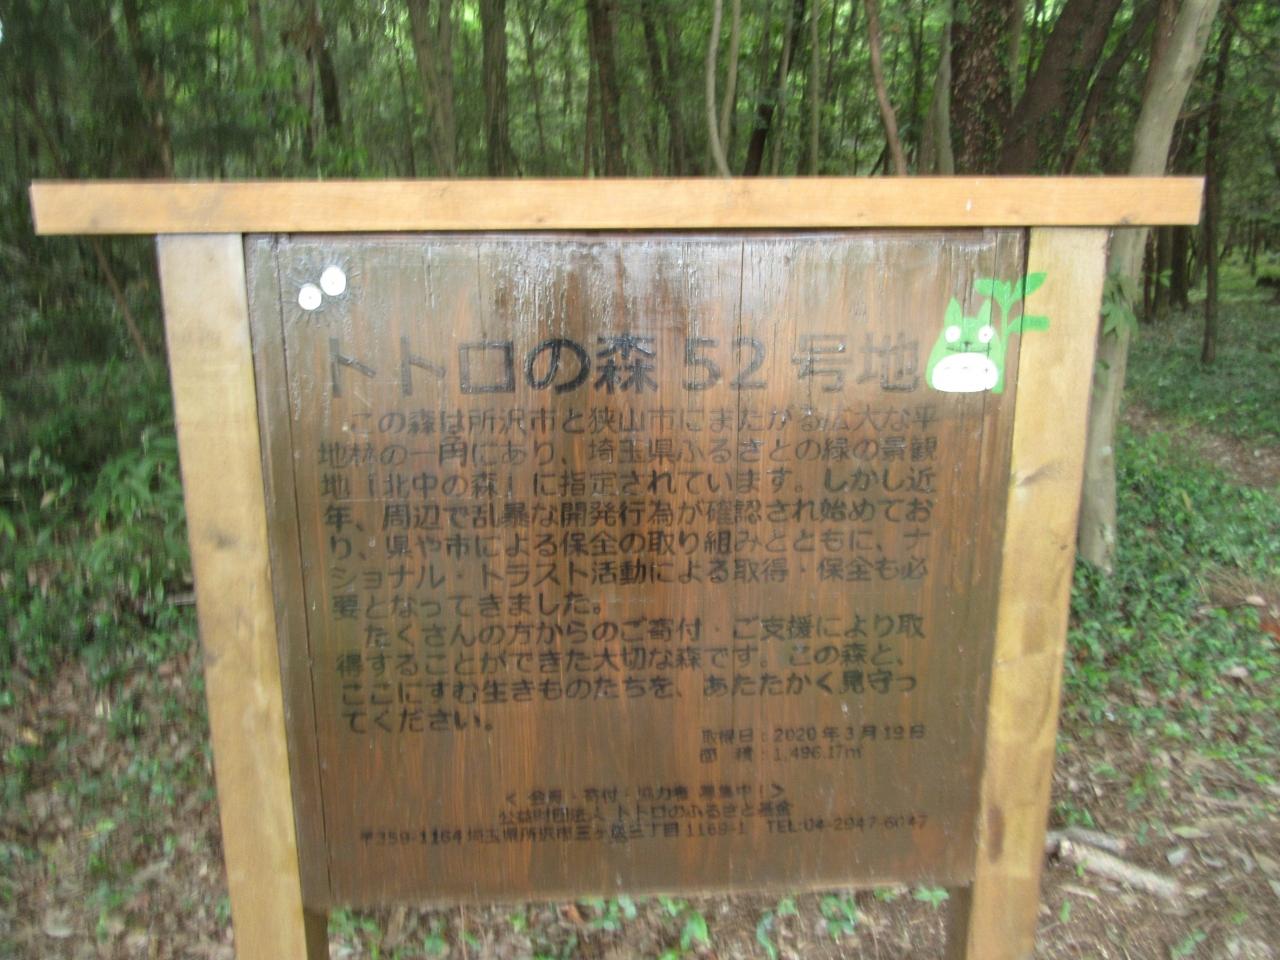 トトロの森 52 号地
この森は所沢市と狭山市にまたがる広大な平
地林の一角にあり、埼玉県ふるさとの緑の景観
地「北中の森」に指定されています。しかし近
年、周辺で乱暴な開発行為が確認され始めてお
り、県や市による保全の取り組みとともに、ナ
ショナル・トラスト活動による取得・保全も必
要となってきました。
たくさんの方からのご寄付・ご支援により取
得することができた大切な森です。この森と、
ここにすむ生きものたちを、あたたかく見守っ
てください。
取得日：2020年3月19日
面　積：1,496.17㎡
＜ 会員・寄付・協力者 募集中！＞
公益財団法人 トトロのふるさと基金
〒359-1164 埼玉県所沢市三ヶ島三丁目1169-1 TEL:04-2947-6047